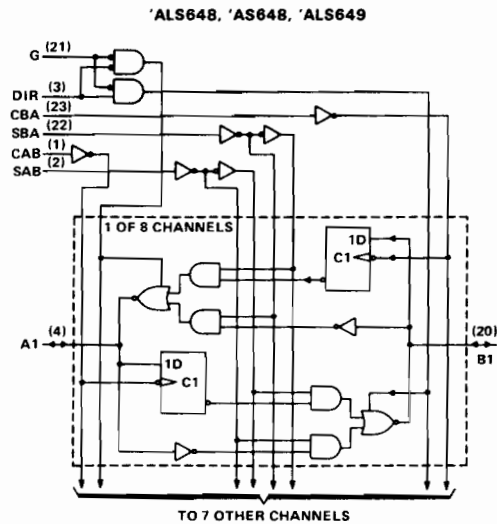 'ALS648, 'AS648, 'ALS649
G (21)
DIR (3)
CBA (23)
SBA (22)
CAB (1)
SAB (2)
1 OF 8 CHANNELS
1D
C1
A1 (4)
(20)
B1
1D
C1
TO 7 OTHER CHANNELS